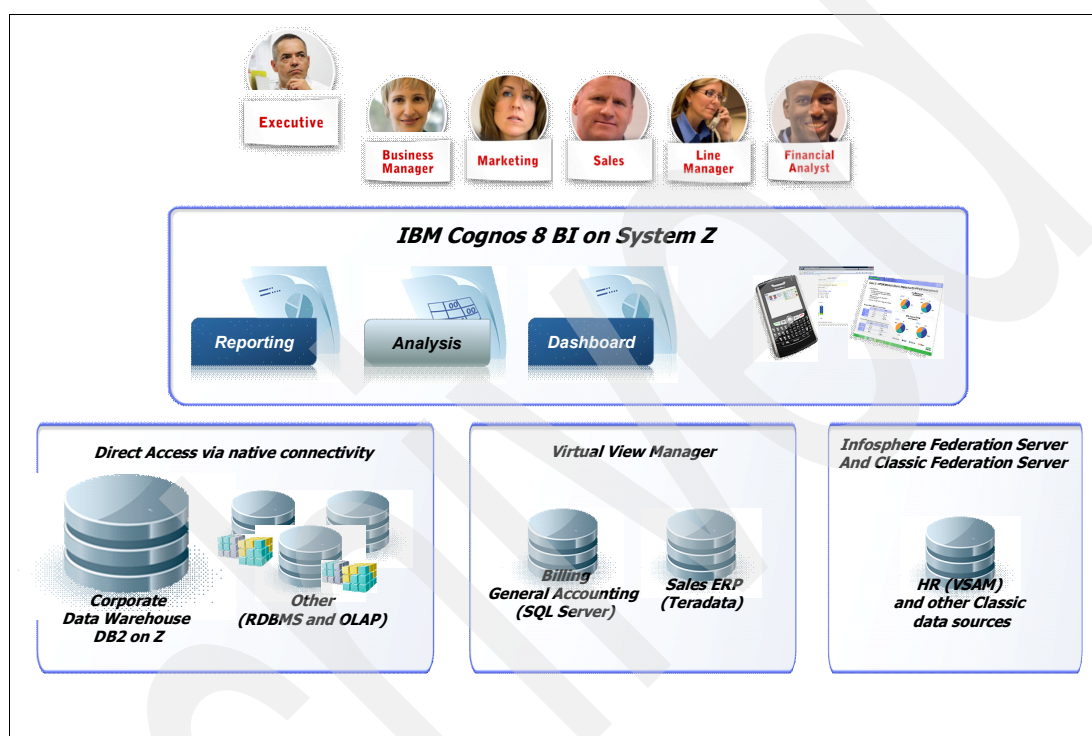 Executive
Business
Manager
Marketing
Sales
Line
Manager
Financial
Analyst
IBM Cognos 8 BI on System Z
Reporting
Analysis
Dashboard
Direct Access via native connectivity
Corporate
Data Warehouse
DB2 on Z
Other
(RDBMS and OLAP)
Virtual View Manager
Billing
General Accounting
(SQL Server)
Sales ERP
(Teradata)
Infosphere Federation Server
And Classic Federation Server
HR (VSAM)
and other Classic
data sources